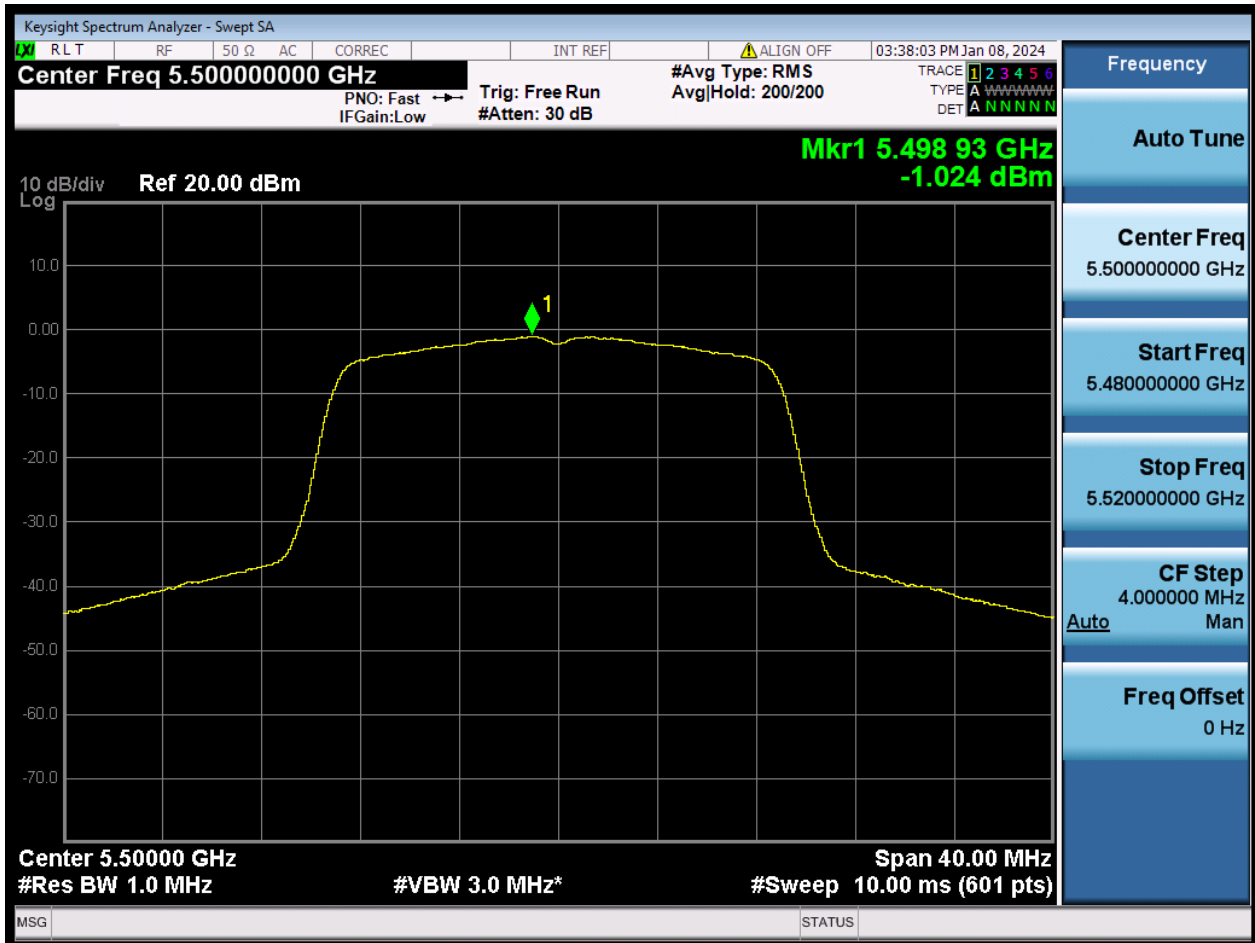 Keysight Spectrum Analyzer - Swept SA
LXI RLT RF 50 Ω AC CORREC INT REF ALIGN OFF 03:38:03 PM Jan 08, 2024
Center Freq 5.500000000 GHz
PNO: Fast
IFGain:Low
Trig: Free Run
#Atten: 30 dB
#Avg Type: RMS
Avg|Hold: 200/200
TRACE 1 2 3 4 5 6
TYPE A WWWWW
DET A N N N N N
Mkr1 5.498 93 GHz
-1.024 dBm
10 dB/div Ref 20.00 dBm
Log
10.0
0.00
-10.0
-20.0
-30.0
-40.0
-50.0
-60.0
-70.0
1
Center 5.50000 GHz Span 40.00 MHz
#Res BW 1.0 MHz #VBW 3.0 MHz* #Sweep 10.00 ms (601 pts)
MSG STATUS
Frequency
Auto Tune
Center Freq
5.500000000 GHz
Start Freq
5.480000000 GHz
Stop Freq
5.520000000 GHz
CF Step
4.000000 MHz
Auto Man
Freq Offset
0 Hz